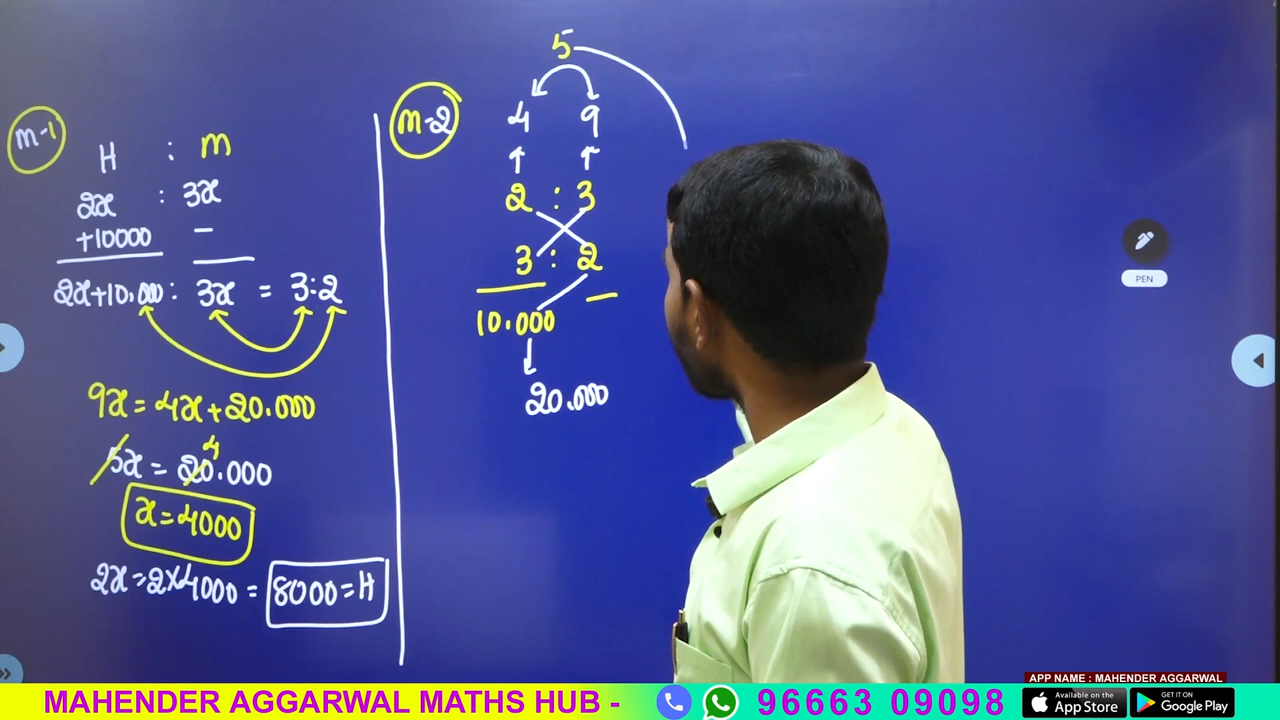 m-1
H : m
2x : 3x
+10000 -
2x+10.000 : 3x = 3:2
9x = 4x + 20.000
4
5x = 20.000
x = 4000
2x = 2x4000 = 8000 = H
m-2
5
4 9
2 : 3
3 : 2
10.000 -
20.000
PEN
APP NAME : MAHENDER AGGARWAL
MAHENDER AGGARWAL MATHS HUB - 96663 09098
Available on the App Store
GET IT ON Google Play